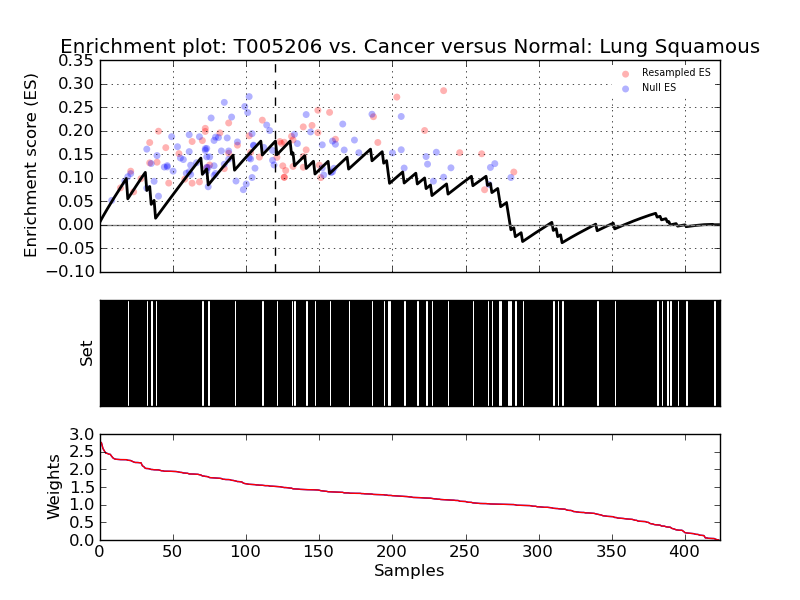 Enrichment plot: T005206 vs. Cancer versus Normal: Lung Squamous
Enrichment score (ES)
0.35
0.30
0.25
0.20
0.15
0.10
0.05
0.00
−0.05
−0.10
Resampled ES
Null ES
Set
Weights
3.0
2.5
2.0
1.5
1.0
0.5
0.0
0 50 100 150 200 250 300 350 400
Samples